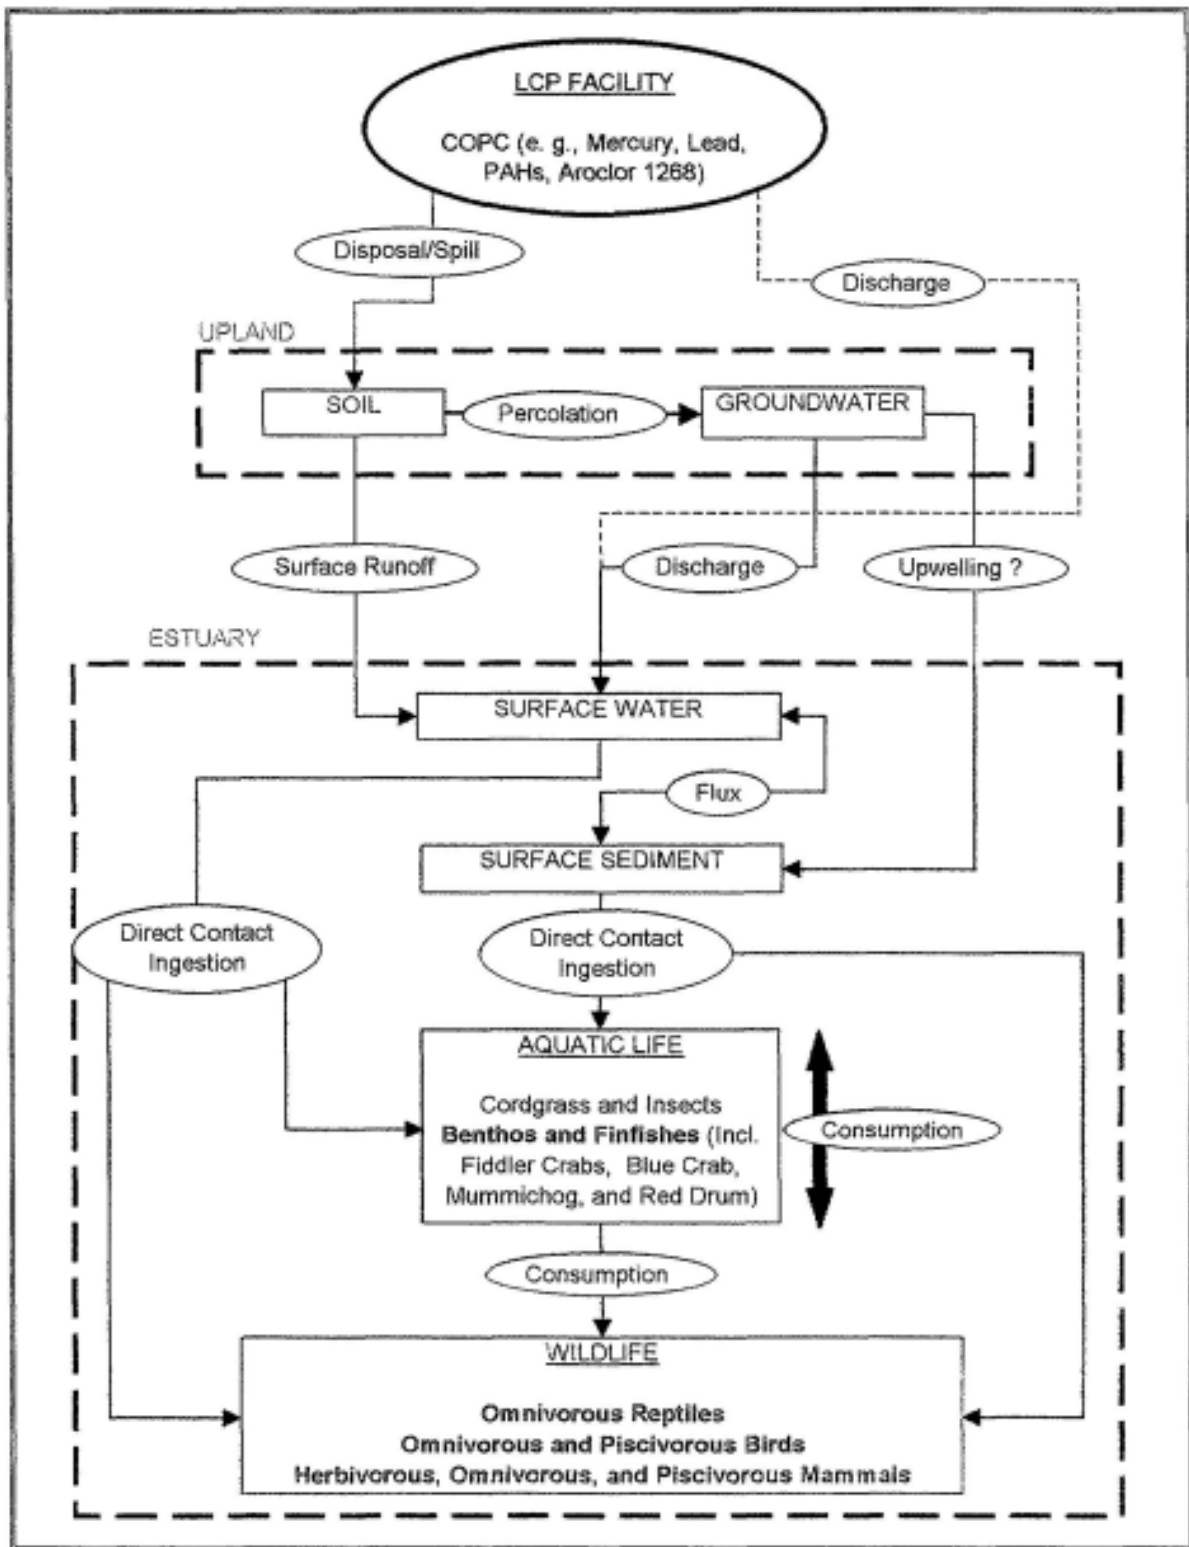 LCP FACILITY
COPC (e. g., Mercury, Lead,
PAHs, Aroclor 1268)
Disposal/Spill
Discharge
UPLAND
SOIL
Percolation
GROUNDWATER
Surface Runoff
Discharge
Upwelling ?
ESTUARY
SURFACE WATER
Flux
SURFACE SEDIMENT
Direct Contact
Ingestion
Direct Contact
Ingestion
AQUATIC LIFE
Cordgrass and Insects
Benthos and Finfishes (Incl.
Fiddler Crabs, Blue Crab,
Mummichog, and Red Drum)
Consumption
Consumption
WILDLIFE
Omnivorous Reptiles
Omnivorous and Piscivorous Birds
Herbivorous, Omnivorous, and Piscivorous Mammals